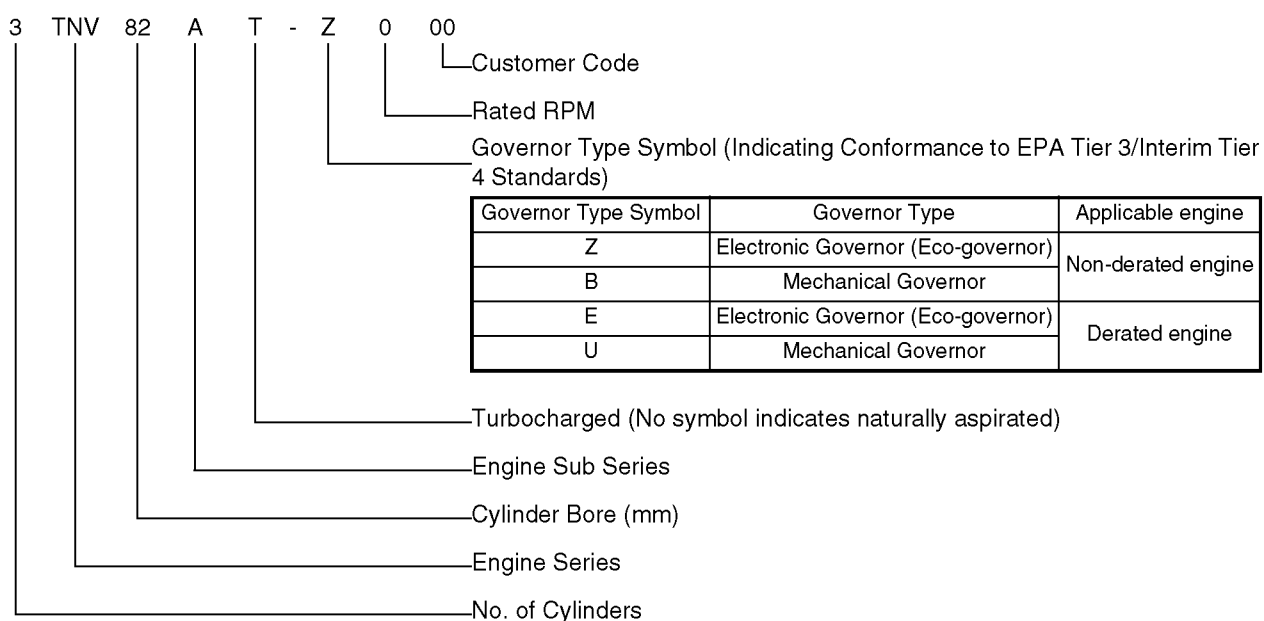 3 TNV 82 A T - Z 0 00
Customer Code
Rated RPM
Governor Type Symbol (Indicating Conformance to EPA Tier 3/Interim Tier
4 Standards)
Governor Type Symbol Governor Type Applicable engine
Z Electronic Governor (Eco-governor) Non-derated engine
B Mechanical Governor
E Electronic Governor (Eco-governor) Derated engine
U Mechanical Governor
Turbocharged (No symbol indicates naturally aspirated)
Engine Sub Series
Cylinder Bore (mm)
Engine Series
No. of Cylinders